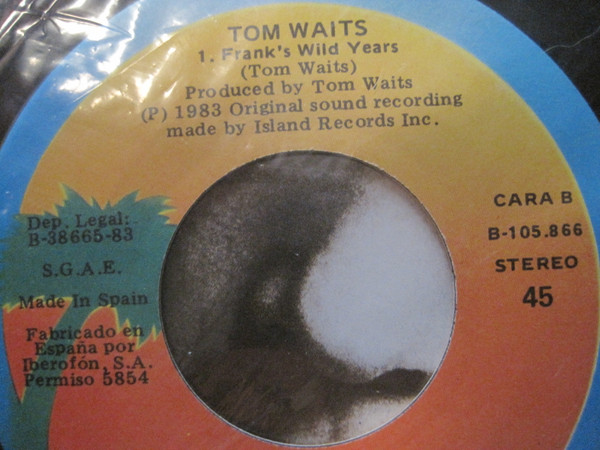 TOM WAITS
1. Frank's Wild Years
(Tom Waits)
Produced by Tom Waits
(P) 1983 Original sound recording
made by Island Records Inc.
Dep. Legal:
B-38665-83
S.G.A.E.
Made In Spain
Fabricado en
España por
Iberofón, S.A.
Permiso 5854
CARA B
B-105.866
STEREO
45